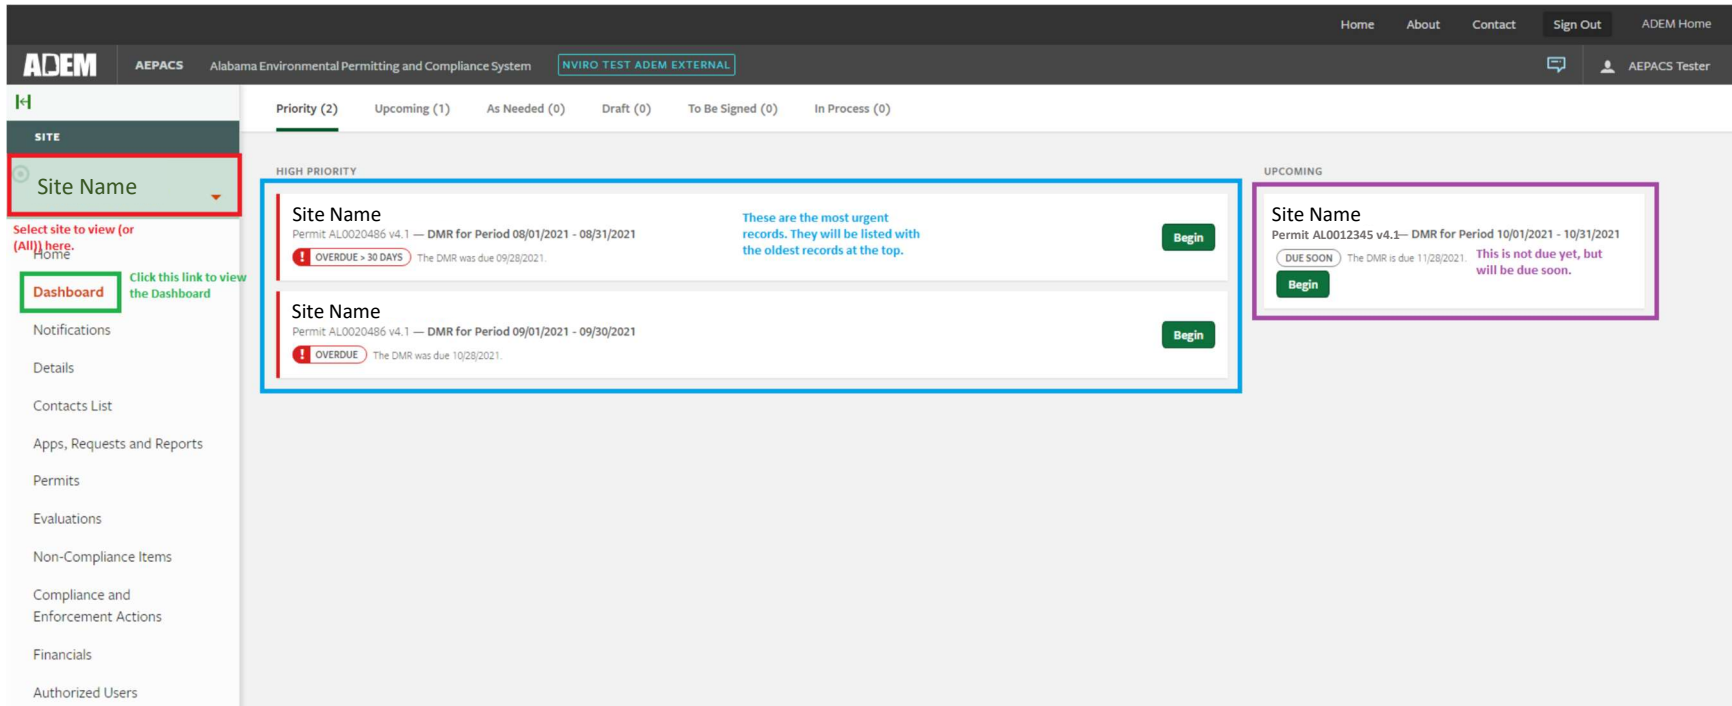 Home About Contact Sign Out ADEM Home
ADEM AEPACS Alabama Environmental Permitting and Compliance System NVIRO TEST ADEM EXTERNAL AEPACS Tester
Priority (2) Upcoming (1) As Needed (0) Draft (0) To Be Signed (0) In Process (0)
SITE
Site Name
Select site to view (or
(All)) here.
Home
Dashboard
Click this link to view
the Dashboard
Notifications
Details
Contacts List
Apps, Requests and Reports
Permits
Evaluations
Non-Compliance Items
Compliance and
Enforcement Actions
Financials
Authorized Users
HIGH PRIORITY
Site Name
Permit AL0020486 v4.1 — DMR for Period 08/01/2021 - 08/31/2021
! OVERDUE > 30 DAYS The DMR was due 09/28/2021.
These are the most urgent
records. They will be listed with
the oldest records at the top.
Begin
Site Name
Permit AL0020486 v4.1 — DMR for Period 09/01/2021 - 09/30/2021
! OVERDUE The DMR was due 10/28/2021.
Begin
UPCOMING
Site Name
Permit AL0012345 v4.1— DMR for Period 10/01/2021 - 10/31/2021
DUE SOON The DMR is due 11/28/2021.
This is not due yet, but
will be due soon.
Begin